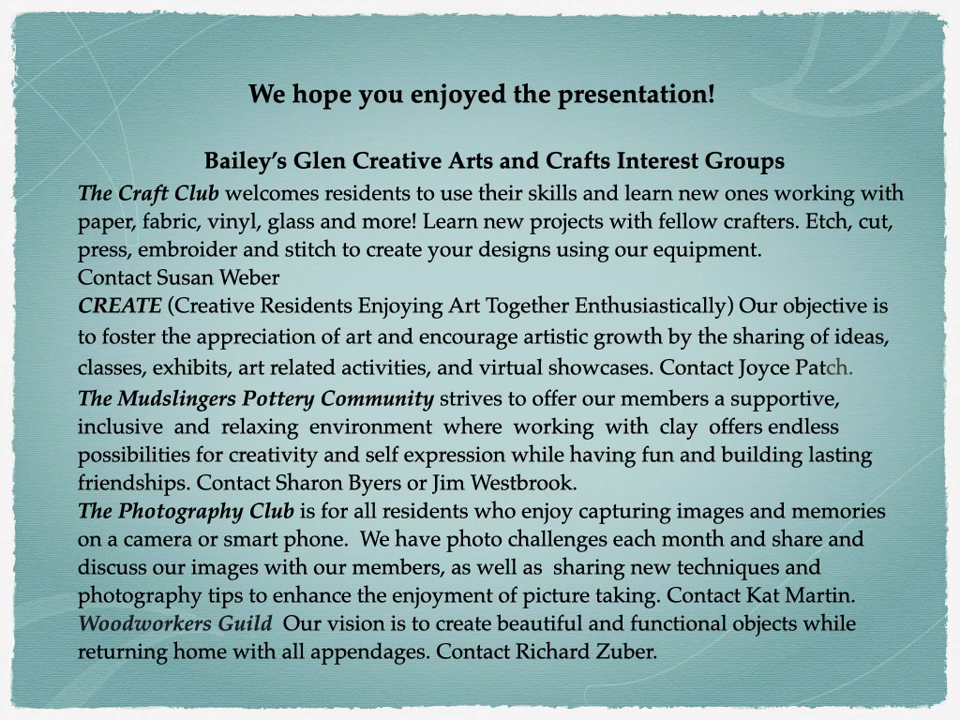 We hope you enjoyed the presentation!
Bailey's Glen Creative Arts and Crafts Interest Groups
The Craft Club welcomes residents to use their skills and learn new ones working with
paper, fabric, vinyl, glass and more! Learn new projects with fellow crafters. Etch, cut,
press, embroider and stitch to create your designs using our equipment.
Contact Susan Weber
CREATE (Creative Residents Enjoying Art Together Enthusiastically) Our objective is
to foster the appreciation of art and encourage artistic growth by the sharing of ideas,
classes, exhibits, art related activities, and virtual showcases. Contact Joyce Patch.
The Mudslingers Pottery Community strives to offer our members a supportive,
inclusive and relaxing environment where working with clay offers endless
possibilities for creativity and self expression while having fun and building lasting
friendships. Contact Sharon Byers or Jim Westbrook.
The Photography Club is for all residents who enjoy capturing images and memories
on a camera or smart phone. We have photo challenges each month and share and
discuss our images with our members, as well as sharing new techniques and
photography tips to enhance the enjoyment of picture taking. Contact Kat Martin.
Woodworkers Guild Our vision is to create beautiful and functional objects while
returning home with all appendages. Contact Richard Zuber.